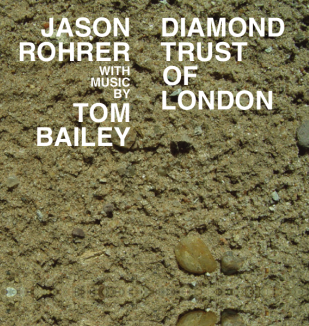 JASON
ROHRER
WITH
MUSIC
BY
TOM
BAILEY
DIAMOND
TRUST
OF
LONDON